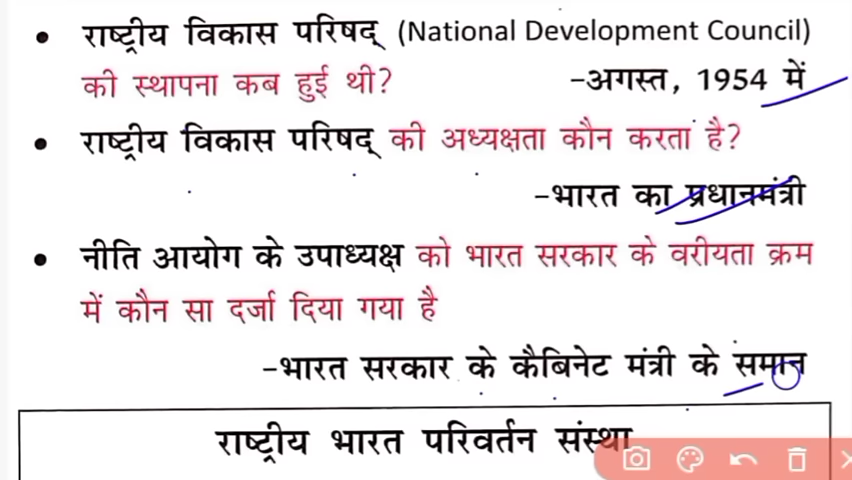 • राष्ट्रीय विकास परिषद् (National Development Council)
की स्थापना कब हुई थी? -अगस्त, 1954 में
• राष्ट्रीय विकास परिषद् की अध्यक्षता कौन करता है?
-भारत का प्रधानमंत्री
• नीति आयोग के उपाध्यक्ष को भारत सरकार के वरीयता क्रम
में कौन सा दर्जा दिया गया है
-भारत सरकार के कैबिनेट मंत्री के समान
राष्ट्रीय भारत परिवर्तन संस्था